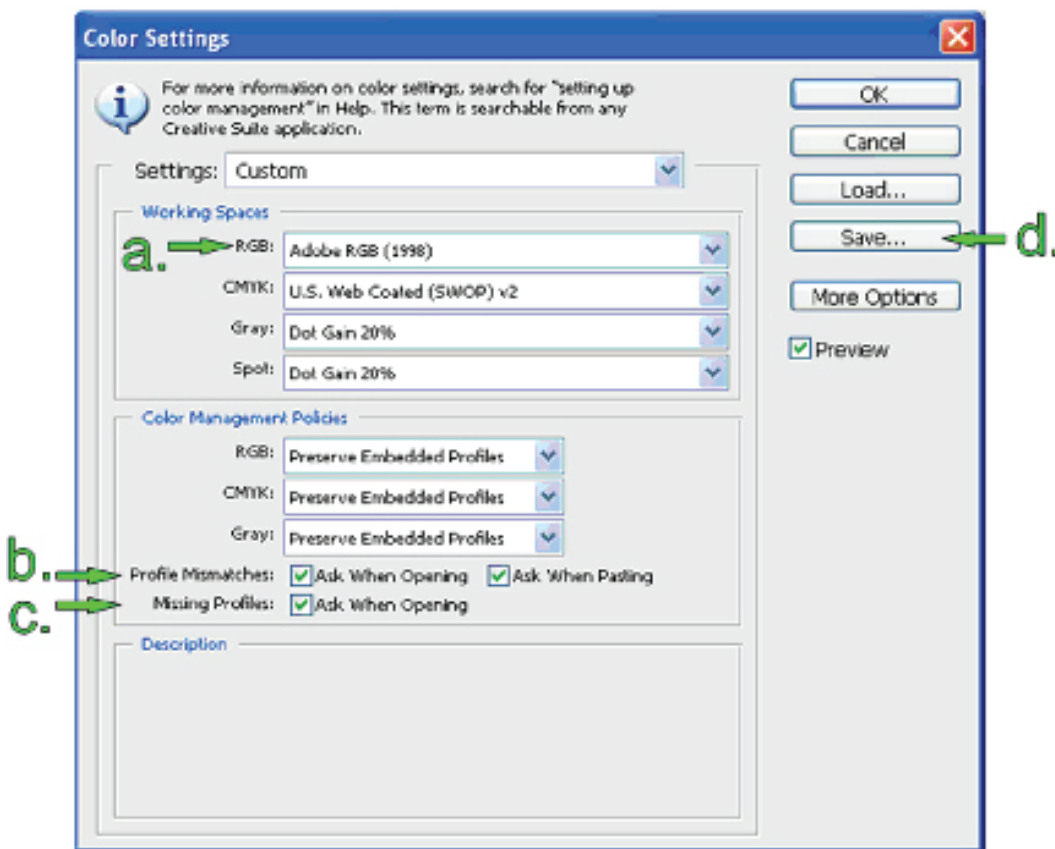 Color Settings
For more information on color settings, search for "setting up
color management" in Help. This term is searchable from any
Creative Suite application.
OK
Cancel
Load...
Save...
d.
More Options
Preview
Settings: Custom
Working Spaces
a.
RGB: Adobe RGB (1998)
CMYK: U.S. Web Coated (SWOP) v2
Gray: Dot Gain 20%
Spot: Dot Gain 20%
Color Management Policies
RGB: Preserve Embedded Profiles
CMYK: Preserve Embedded Profiles
Gray: Preserve Embedded Profiles
b.
Profile Mismatches: Ask When Opening Ask When Pasting
c.
Missing Profiles: Ask When Opening
Description